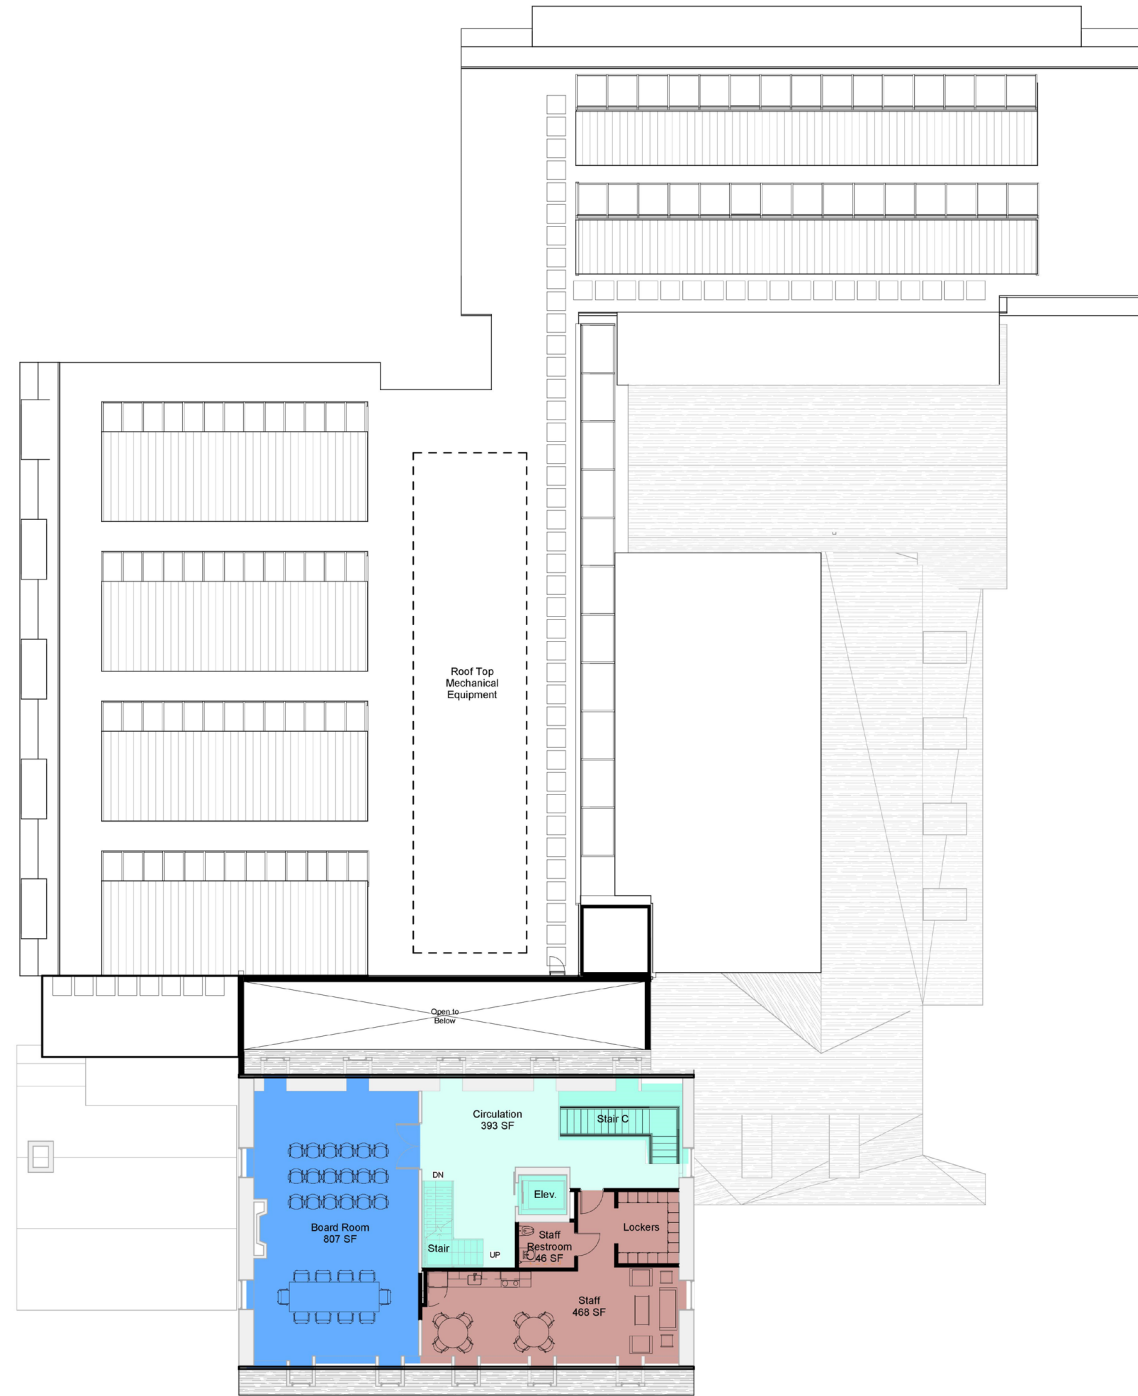 Roof Top
Mechanical
Equipment
Open to
Below
Circulation
393 SF
Stair C
DN
Elev.
Board Room
807 SF
Stair
UP
Staff
Restroom
46 SF
Lockers
Staff
468 SF